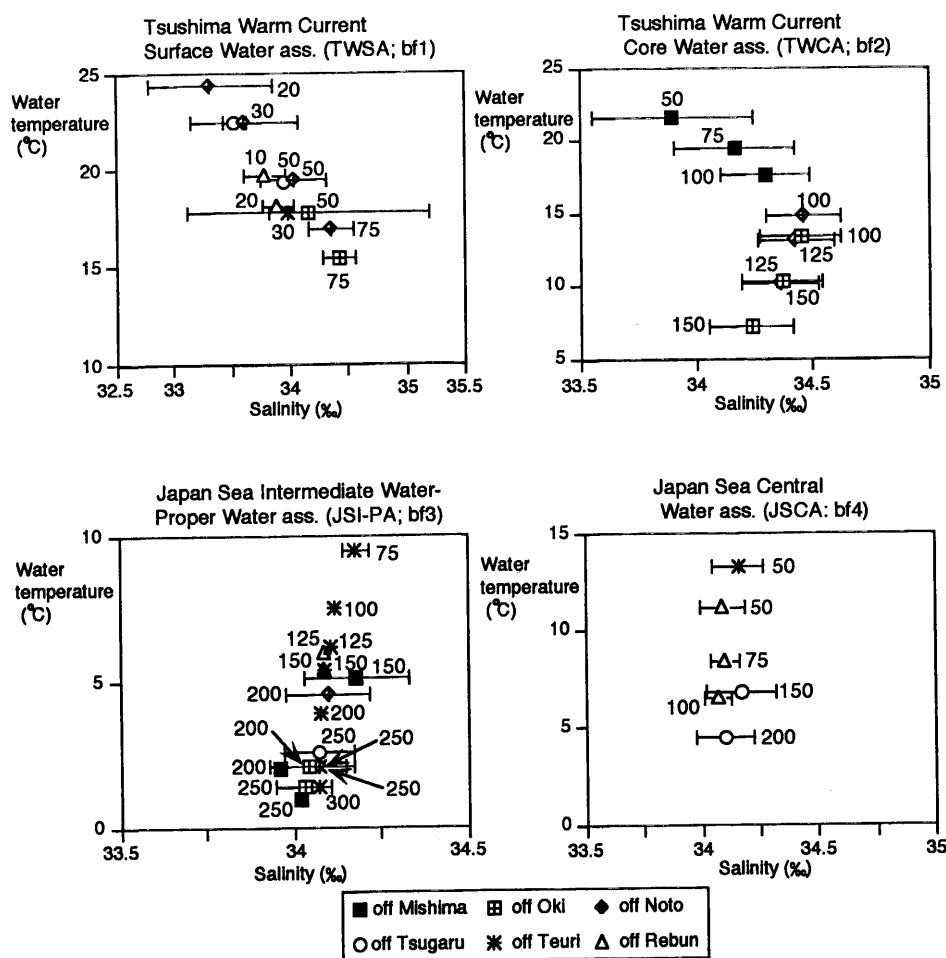 Tsushima Warm Current
Surface Water ass. (TWSA; bf1)
Water
temperature
(°C)
25
20
15
10
20
30
10
50
50
20
50
30
75
75
32.5
33
34
35
35.5
Salinity (‰)
Tsushima Warm Current
Core Water ass. (TWCA; bf2)
Water
temperature
(°C)
25
20
15
10
5
50
75
100
100
100
125
125
150
150
33.5
34
34.5
35
Salinity (‰)
Japan Sea Intermediate Water-
Proper Water ass. (JSI-PA; bf3)
Water
temperature
(°C)
10
5
0
75
100
125
125
150
150
150
200
200
200
250
250
200
250
250
250
300
33.5
34
34.5
Salinity (‰)
Japan Sea Central
Water ass. (JSCA: bf4)
Water
temperature
(°C)
15
10
5
0
50
50
75
150
100
200
33.5
34
34.5
35
Salinity (‰)
off Mishima
off Oki
off Noto
off Tsugaru
off Teuri
off Rebun